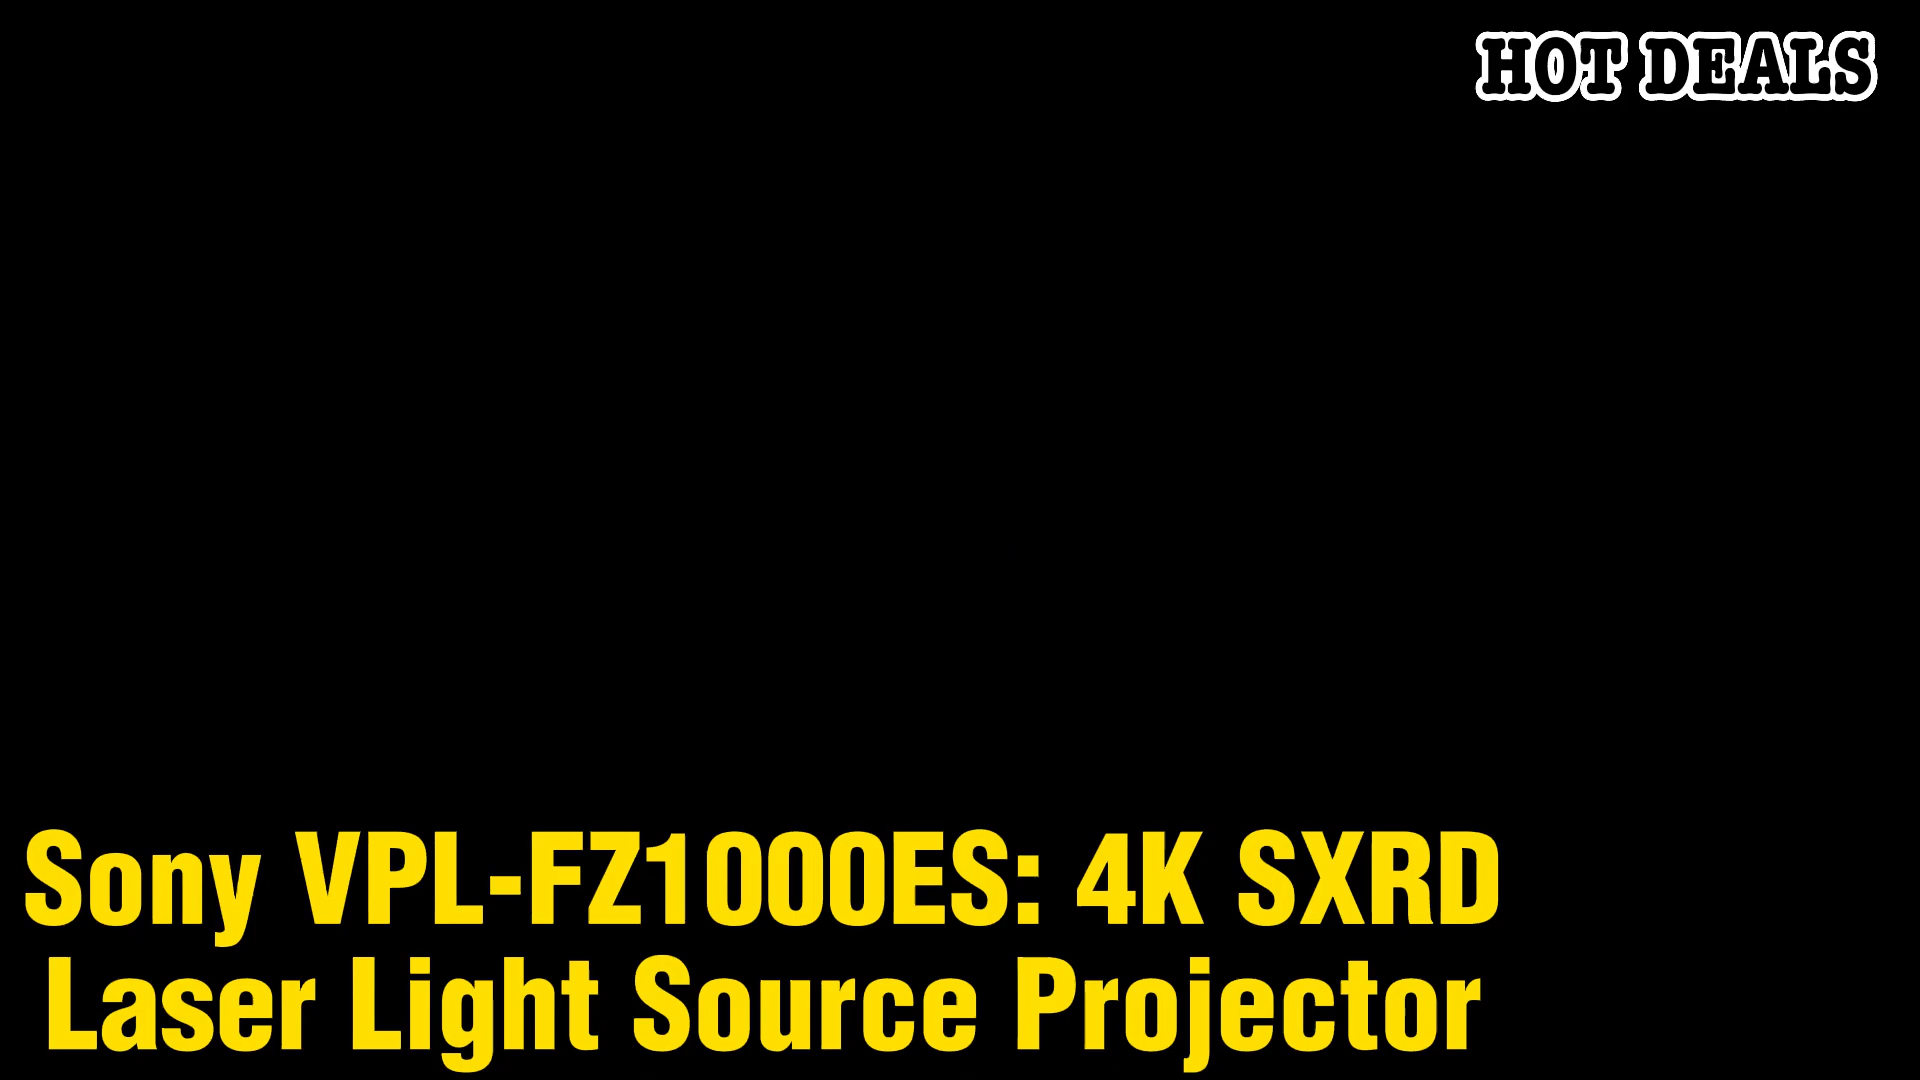 HOT DEALS
Sony VPL-FZ1000ES: 4K SXRD
Laser Light Source Projector